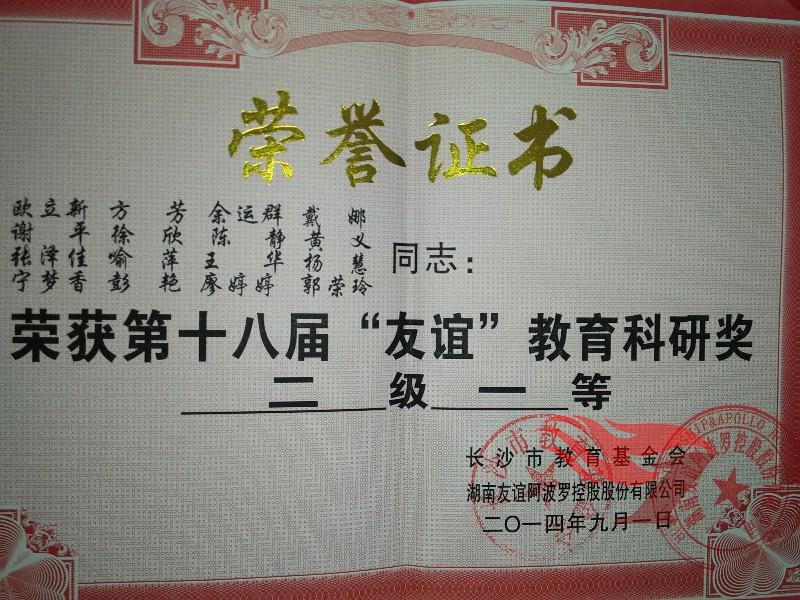 荣誉证书
欧立新 方芳 余运群 戴娜
谢平 徐欣 陈静 黄义
张泽佳 喻萍 王华 杨慧
宁梦香 彭艳 廖婷婷 郭荣玲
同志：
荣获第十八届“友谊”教育科研奖
二级一等
长沙市教育基金会
湖南友谊阿波罗控股股份有限公司
二〇一四年九月一日